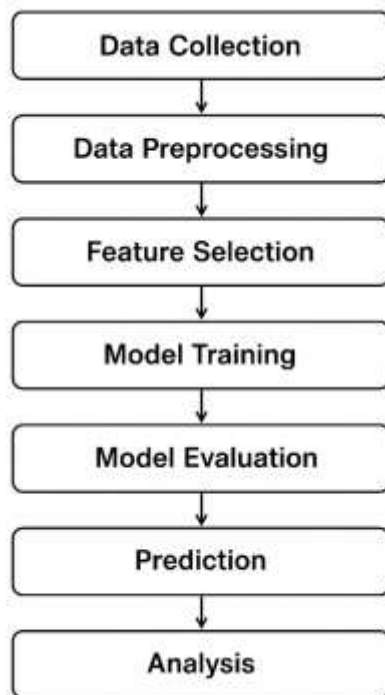 Data Collection
Data Preprocessing
Feature Selection
Model Training
Model Evaluation
Prediction
Analysis